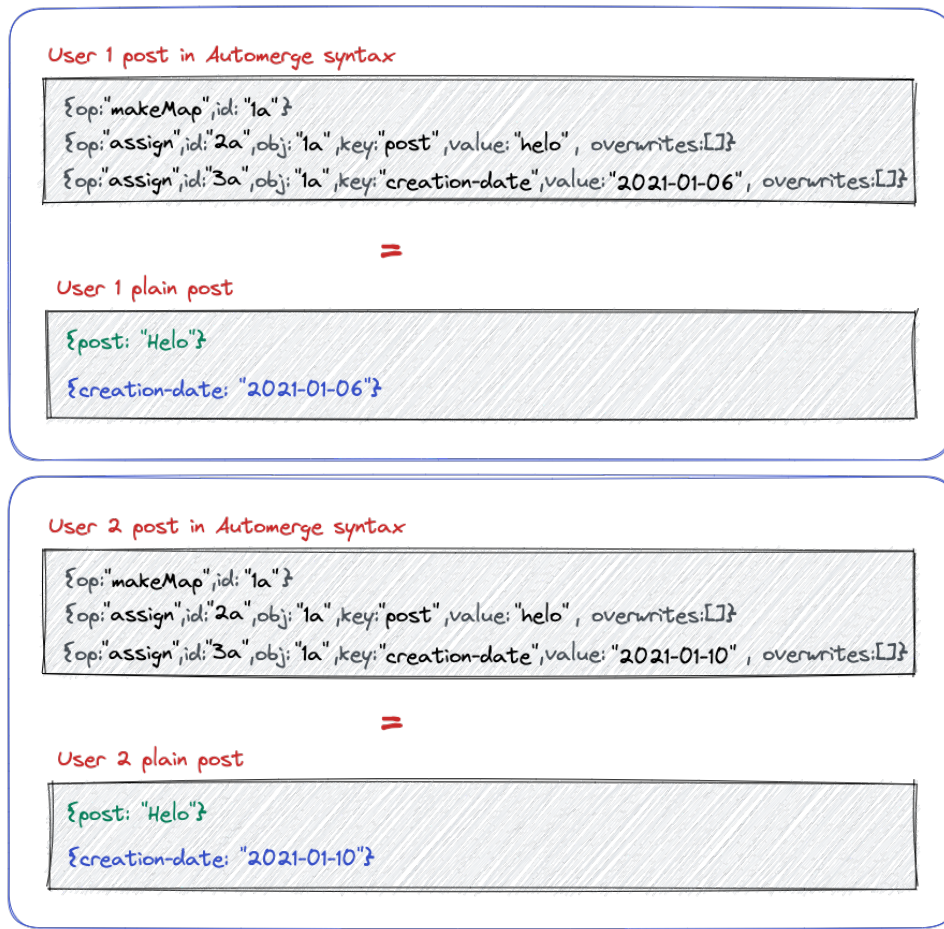 User 1 post in Automerge syntax
{op:"makeMap",id: "1a"}
{op:"assign",id:"2a",obj: "1a",key:"post",value: "helo", overwrites:[]}
{op:"assign",id:"3a",obj: "1a",key:"creation-date",value: "2021-01-06", overwrites:[]}
=
User 1 plain post
{post: "Helo"}
{creation-date: "2021-01-06"}
User 2 post in Automerge syntax
{op:"makeMap",id: "1a"}
{op:"assign",id:"2a",obj: "1a",key:"post",value: "helo", overwrites:[]}
{op:"assign",id:"3a",obj: "1a",key:"creation-date",value: "2021-01-10", overwrites:[]}
=
User 2 plain post
{post: "Helo"}
{creation-date: "2021-01-10"}